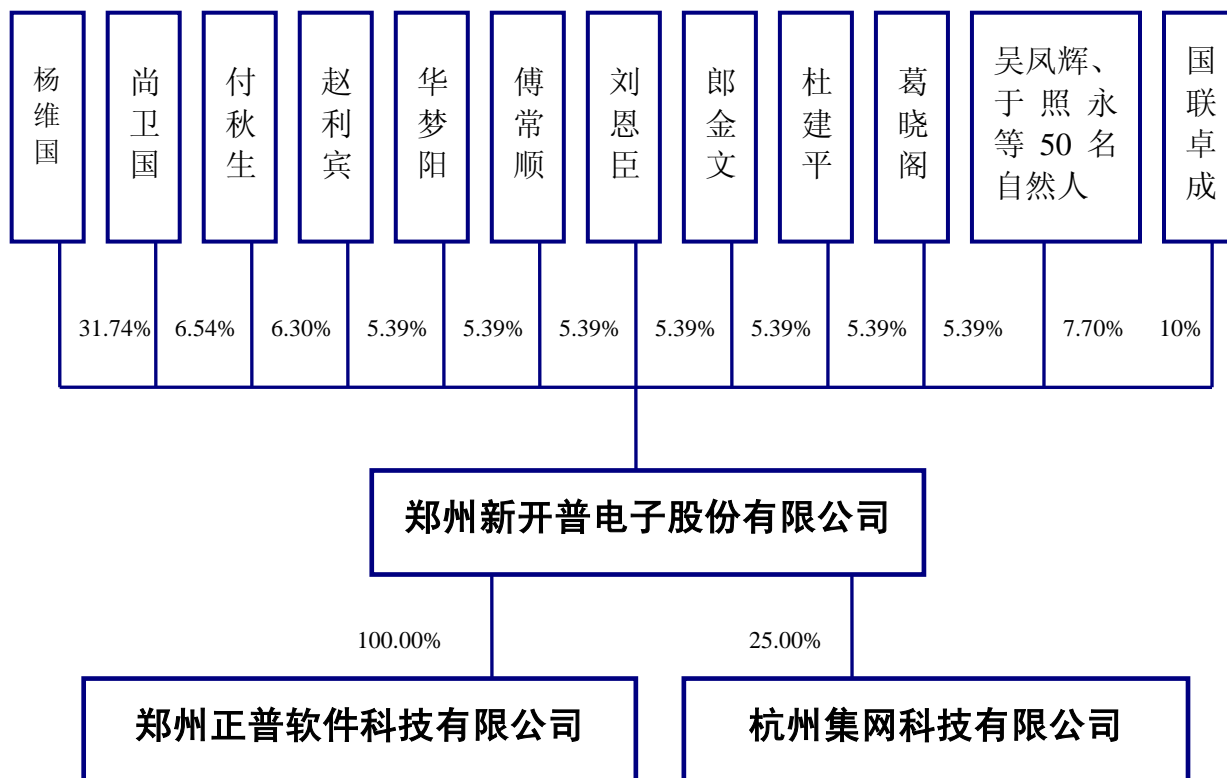 杨维国
尚卫国
付秋生
赵利宾
华梦阳
傅常顺
刘恩臣
郎金文
杜建平
葛晓阁
吴凤辉、
于照永
等 50 名
自然人
国联卓成
31.74% 6.54% 6.30% 5.39% 5.39% 5.39% 5.39% 5.39% 5.39% 5.39% 7.70% 10%
郑州新开普电子股份有限公司
100.00% 25.00%
郑州正普软件科技有限公司
杭州集网科技有限公司